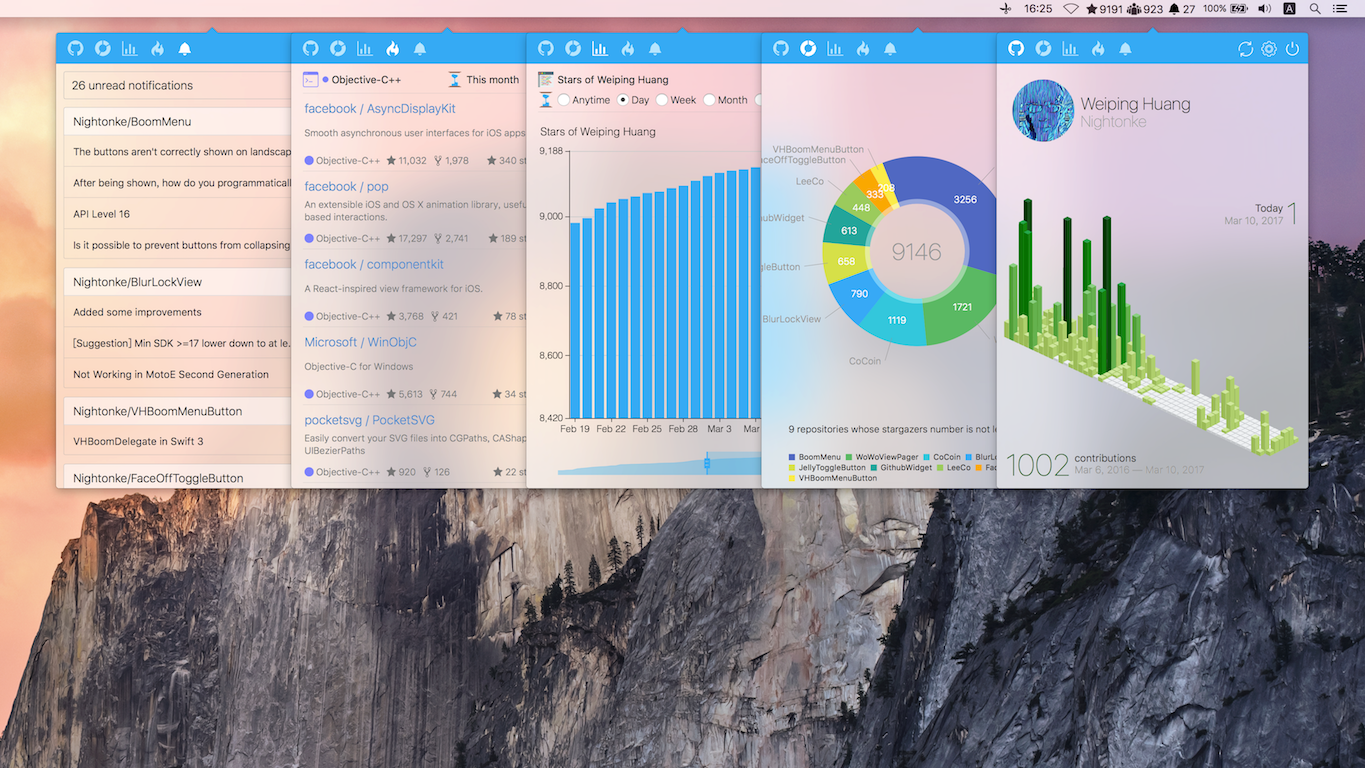 16:25 9191 923 27 100% A
26 unread notifications
Nightonke/BoomMenu
The buttons aren't correctly shown on landscap
After being shown, how do you programmaticall
API Level 16
Is it possible to prevent buttons from collapsing
Nightonke/BlurLockView
Added some improvements
[Suggestion] Min SDK >=17 lower down to at le...
Not Working in MotoE Second Generation
Nightonke/VHBoomMenuButton
VHBoomDelegate in Swift 3
Nightonke/FaceOffToggleButton
Objective-C++ This month
facebook / AsyncDisplayKit
Smooth asynchronous user interfaces for iOS apps
Objective-C++ 11,032 1,978 340 st
facebook / pop
An extensible iOS and OS X animation library, usefu
based interactions.
Objective-C++ 17,297 2,741 189 st
facebook / componentkit
A React-inspired view framework for iOS.
Objective-C++ 3,768 421 78 st
Microsoft / WinObjC
Objective-C for Windows
Objective-C++ 5,613 744 34 st
pocketsvg / PocketSVG
Easily convert your SVG files into CGPaths, CAShap
UIBezierPaths
Objective-C++ 920 126 22 st
Stars of Weiping Huang
Anytime Day Week Month
Stars of Weiping Huang
9,188
9,000
8,800
8,600
8,420
Feb 19 Feb 22 Feb 25 Feb 28 Mar 3 Mar
VHBoomMenuButton
aceOffToggleButton
LeeCo
hubWidget
gleButton
BlurLockView
CoCoin
3256
1721
1119
790
658
613
448
333
208
9146
9 repositories whose stargazers number is not le
BoomMenu WoWoViewPager CoCoin BlurL
JellyToggleButton GithubWidget LeeCo Fac
VHBoomMenuButton
Weiping Huang
Nightonke
Today 1
Mar 10, 2017
1002 contributions
Mar 6, 2016 — Mar 10, 2017